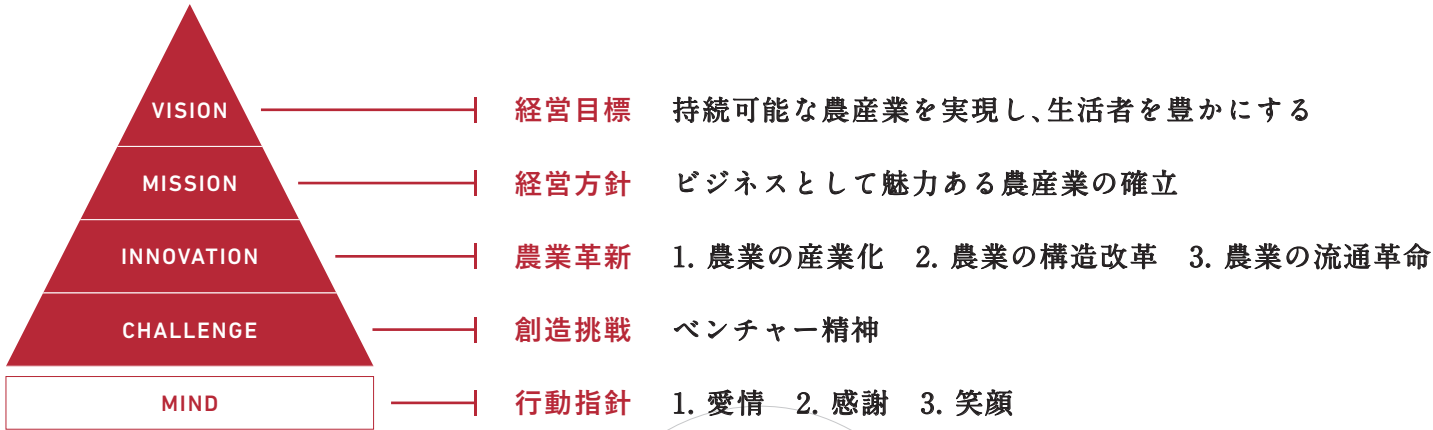 VISION 経営目標 持続可能な農産業を実現し、生活者を豊かにする
MISSION 経営方針 ビジネスとして魅力ある農産業の確立
INNOVATION 農業革新 1. 農業の産業化 2. 農業の構造改革 3. 農業の流通革命
CHALLENGE 創造挑戦 ベンチャー精神
MIND 行動指針 1. 愛情 2. 感謝 3. 笑顔